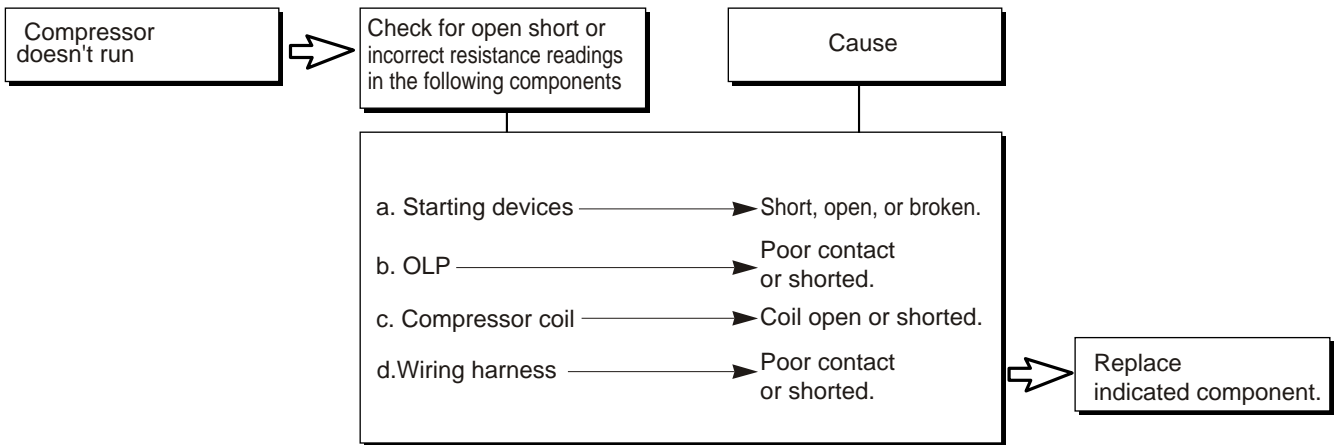 Compressor
doesn't run
Check for open short or
incorrect resistance readings
in the following components
Cause
a. Starting devices
Short, open, or broken.
b. OLP
Poor contact
or shorted.
c. Compressor coil
Coil open or shorted.
d.Wiring harness
Poor contact
or shorted.
Replace
indicated component.